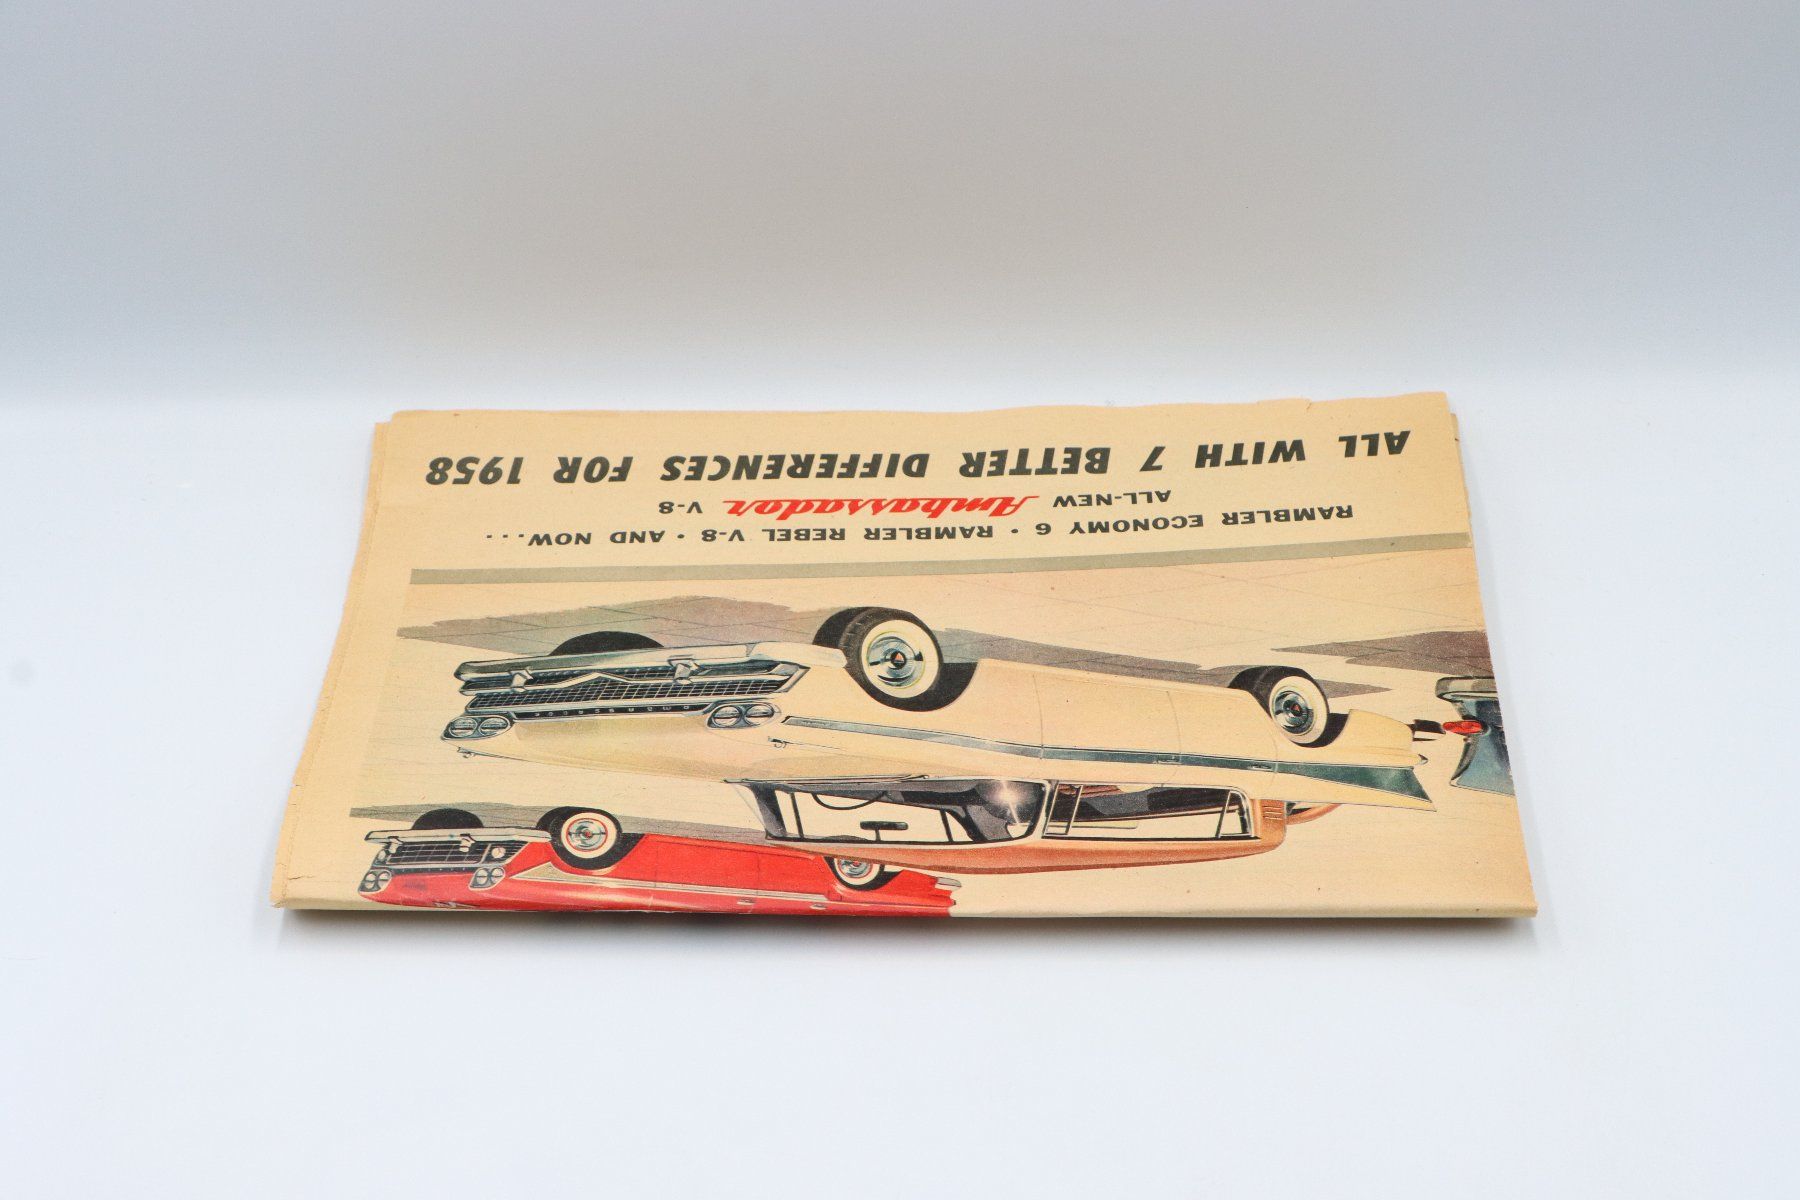 RAMBLER ECONOMY 6 • RAMBLER REBEL V-8 • AND NOW...
ALL-NEW Ambassador V-8
ALL WITH 7 BETTER DIFFERENCES FOR 1958
AMBASSADOR